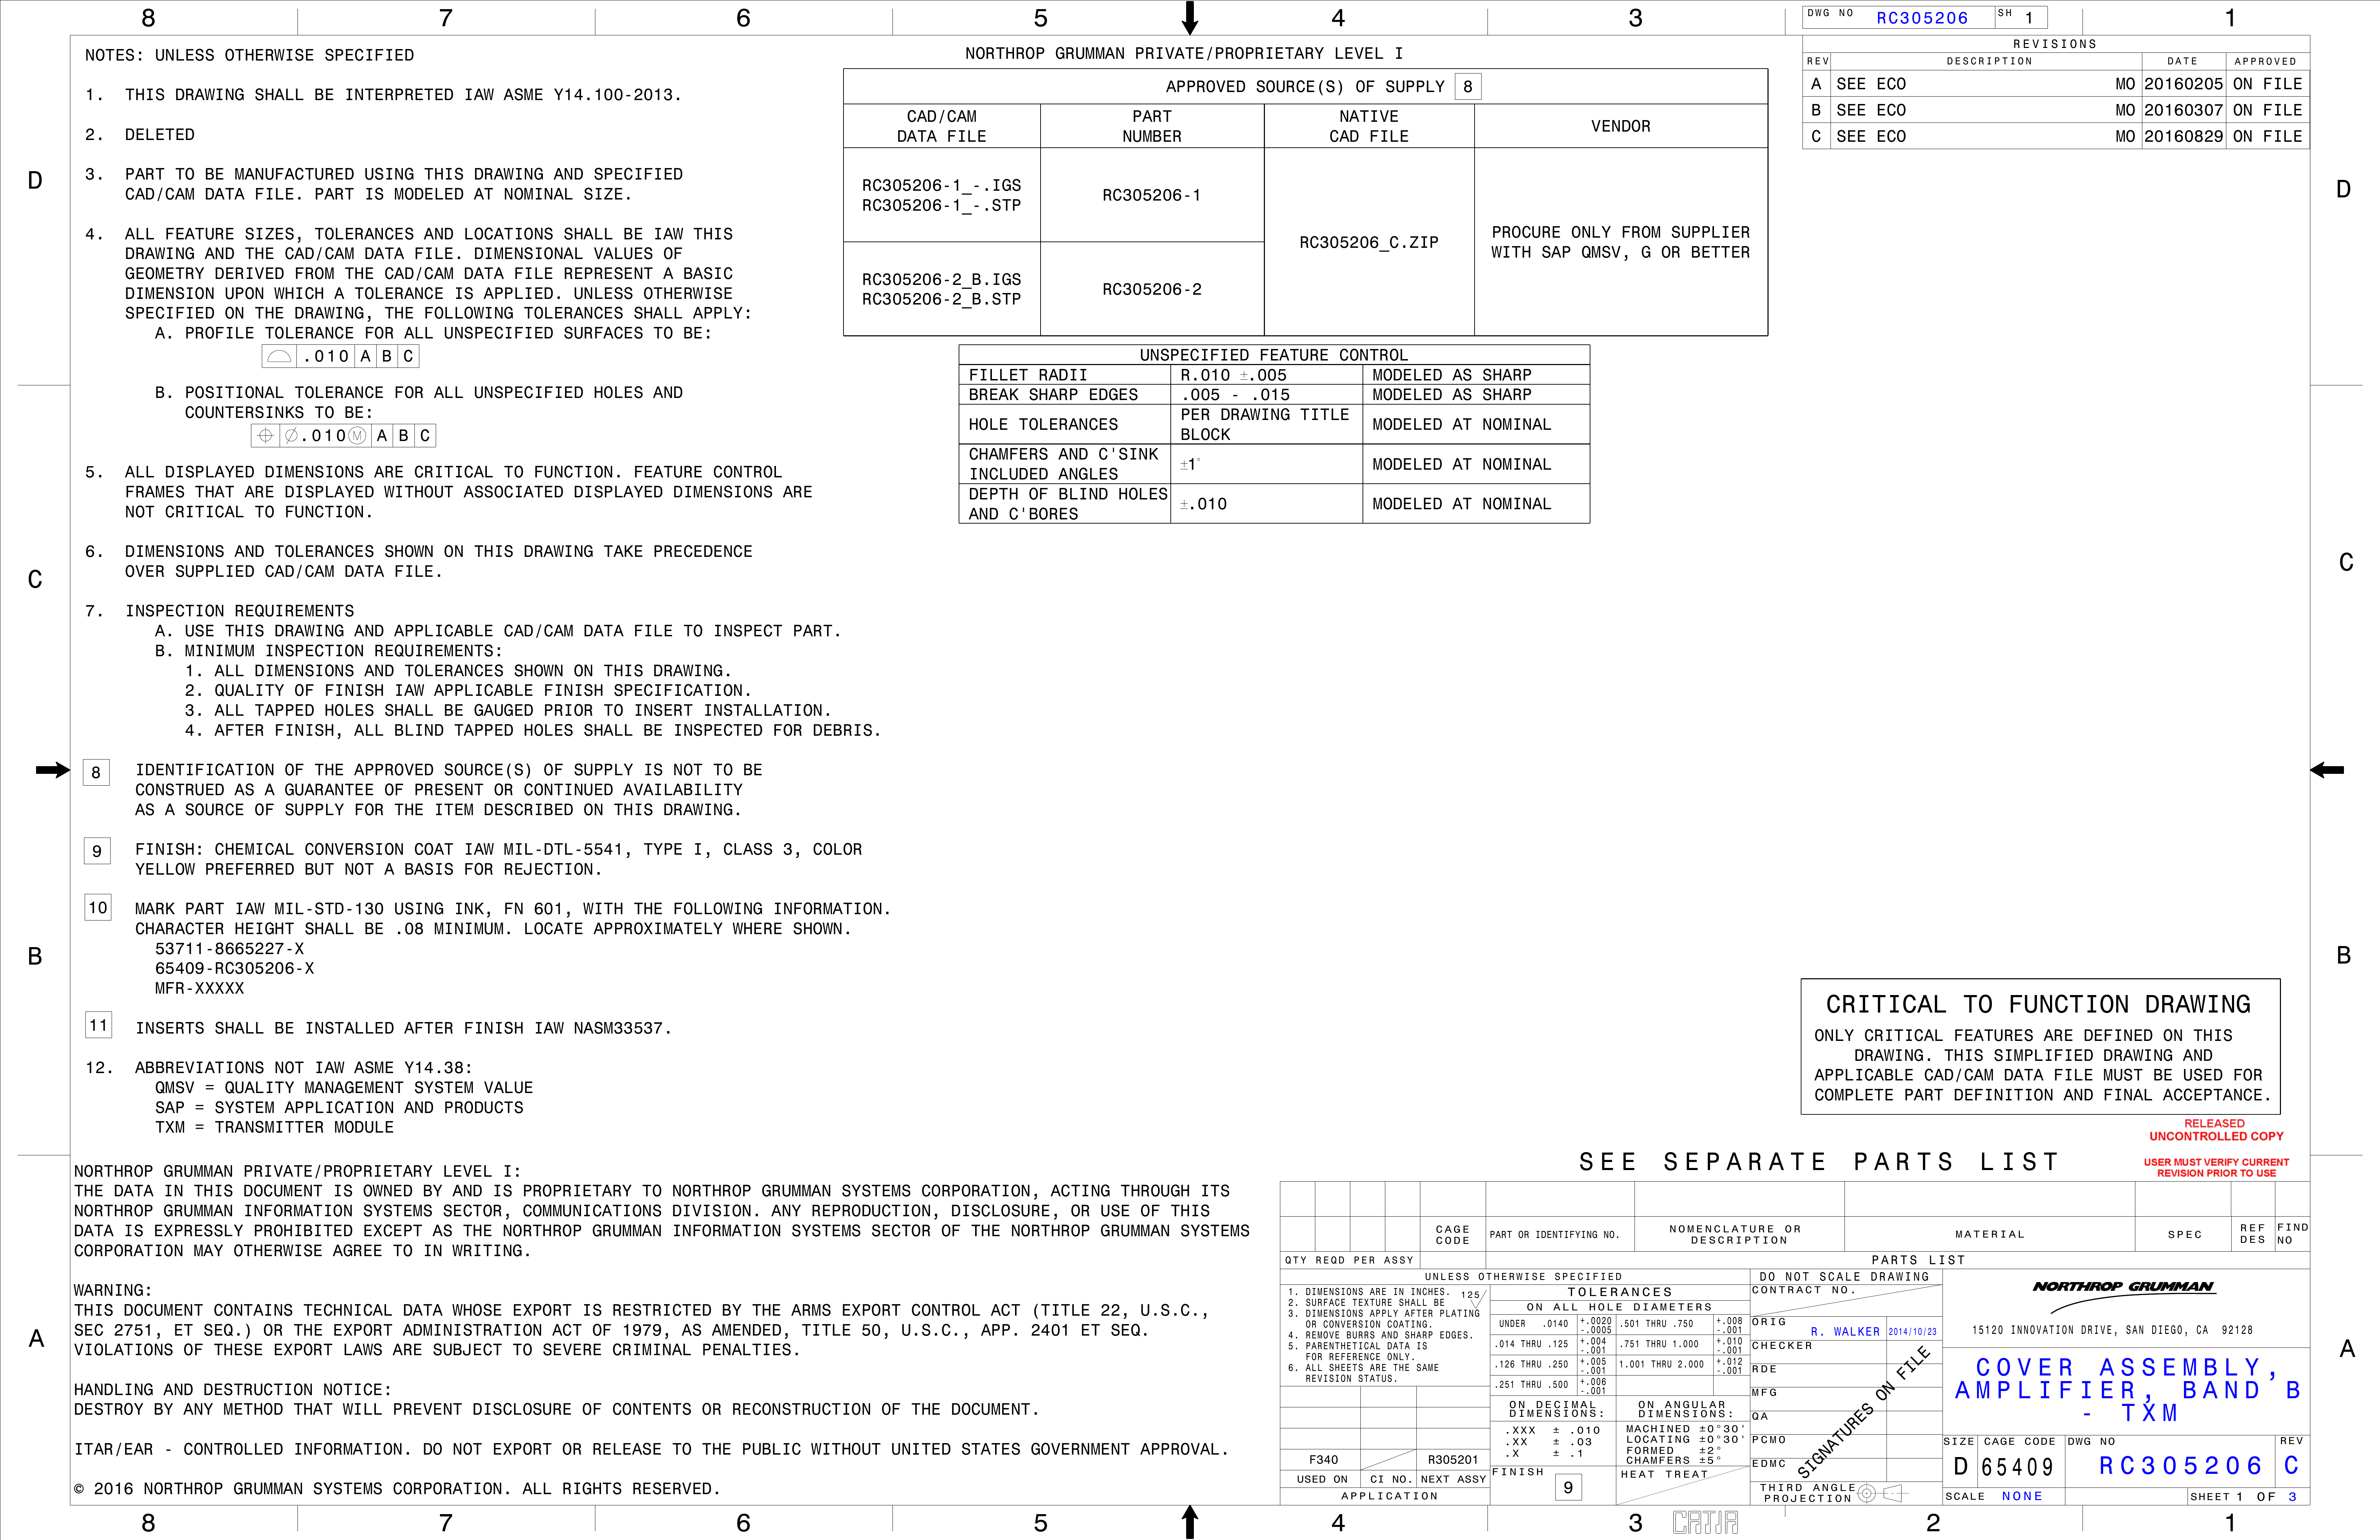 8 7 6 5 4 3 1
DWG NO RC305206 SH 1
NOTES: UNLESS OTHERWISE SPECIFIED
1. THIS DRAWING SHALL BE INTERPRETED IAW ASME Y14.100-2013.
2. DELETED
3. PART TO BE MANUFACTURED USING THIS DRAWING AND SPECIFIED
CAD/CAM DATA FILE. PART IS MODELED AT NOMINAL SIZE.
4. ALL FEATURE SIZES, TOLERANCES AND LOCATIONS SHALL BE IAW THIS
DRAWING AND THE CAD/CAM DATA FILE. DIMENSIONAL VALUES OF
GEOMETRY DERIVED FROM THE CAD/CAM DATA FILE REPRESENT A BASIC
DIMENSION UPON WHICH A TOLERANCE IS APPLIED. UNLESS OTHERWISE
SPECIFIED ON THE DRAWING, THE FOLLOWING TOLERANCES SHALL APPLY:
A. PROFILE TOLERANCE FOR ALL UNSPECIFIED SURFACES TO BE:
⌓ .010 A B C
B. POSITIONAL TOLERANCE FOR ALL UNSPECIFIED HOLES AND
COUNTERSINKS TO BE:
⌖ ∅.010Ⓜ A B C
5. ALL DISPLAYED DIMENSIONS ARE CRITICAL TO FUNCTION. FEATURE CONTROL
FRAMES THAT ARE DISPLAYED WITHOUT ASSOCIATED DISPLAYED DIMENSIONS ARE
NOT CRITICAL TO FUNCTION.
6. DIMENSIONS AND TOLERANCES SHOWN ON THIS DRAWING TAKE PRECEDENCE
OVER SUPPLIED CAD/CAM DATA FILE.
7. INSPECTION REQUIREMENTS
A. USE THIS DRAWING AND APPLICABLE CAD/CAM DATA FILE TO INSPECT PART.
B. MINIMUM INSPECTION REQUIREMENTS:
1. ALL DIMENSIONS AND TOLERANCES SHOWN ON THIS DRAWING.
2. QUALITY OF FINISH IAW APPLICABLE FINISH SPECIFICATION.
3. ALL TAPPED HOLES SHALL BE GAUGED PRIOR TO INSERT INSTALLATION.
4. AFTER FINISH, ALL BLIND TAPPED HOLES SHALL BE INSPECTED FOR DEBRIS.
8 IDENTIFICATION OF THE APPROVED SOURCE(S) OF SUPPLY IS NOT TO BE
CONSTRUED AS A GUARANTEE OF PRESENT OR CONTINUED AVAILABILITY
AS A SOURCE OF SUPPLY FOR THE ITEM DESCRIBED ON THIS DRAWING.
9 FINISH: CHEMICAL CONVERSION COAT IAW MIL-DTL-5541, TYPE I, CLASS 3, COLOR
YELLOW PREFERRED BUT NOT A BASIS FOR REJECTION.
10 MARK PART IAW MIL-STD-130 USING INK, FN 601, WITH THE FOLLOWING INFORMATION.
CHARACTER HEIGHT SHALL BE .08 MINIMUM. LOCATE APPROXIMATELY WHERE SHOWN.
53711-8665227-X
65409-RC305206-X
MFR-XXXXX
11 INSERTS SHALL BE INSTALLED AFTER FINISH IAW NASM33537.
12. ABBREVIATIONS NOT IAW ASME Y14.38:
QMSV = QUALITY MANAGEMENT SYSTEM VALUE
SAP = SYSTEM APPLICATION AND PRODUCTS
TXM = TRANSMITTER MODULE
NORTHROP GRUMMAN PRIVATE/PROPRIETARY LEVEL I:
THE DATA IN THIS DOCUMENT IS OWNED BY AND IS PROPRIETARY TO NORTHROP GRUMMAN SYSTEMS CORPORATION, ACTING THROUGH ITS
NORTHROP GRUMMAN INFORMATION SYSTEMS SECTOR, COMMUNICATIONS DIVISION. ANY REPRODUCTION, DISCLOSURE, OR USE OF THIS
DATA IS EXPRESSLY PROHIBITED EXCEPT AS THE NORTHROP GRUMMAN INFORMATION SYSTEMS SECTOR OF THE NORTHROP GRUMMAN SYSTEMS
CORPORATION MAY OTHERWISE AGREE TO IN WRITING.
WARNING:
THIS DOCUMENT CONTAINS TECHNICAL DATA WHOSE EXPORT IS RESTRICTED BY THE ARMS EXPORT CONTROL ACT (TITLE 22, U.S.C.,
SEC 2751, ET SEQ.) OR THE EXPORT ADMINISTRATION ACT OF 1979, AS AMENDED, TITLE 50, U.S.C., APP. 2401 ET SEQ.
VIOLATIONS OF THESE EXPORT LAWS ARE SUBJECT TO SEVERE CRIMINAL PENALTIES.
HANDLING AND DESTRUCTION NOTICE:
DESTROY BY ANY METHOD THAT WILL PREVENT DISCLOSURE OF CONTENTS OR RECONSTRUCTION OF THE DOCUMENT.
ITAR/EAR - CONTROLLED INFORMATION. DO NOT EXPORT OR RELEASE TO THE PUBLIC WITHOUT UNITED STATES GOVERNMENT APPROVAL.
© 2016 NORTHROP GRUMMAN SYSTEMS CORPORATION. ALL RIGHTS RESERVED.
NORTHROP GRUMMAN PRIVATE/PROPRIETARY LEVEL I
APPROVED SOURCE(S) OF SUPPLY 8
CAD/CAM DATA FILE PART NUMBER NATIVE CAD FILE VENDOR
RC305206-1_-.IGS
RC305206-1_-.STP
RC305206-1
RC305206-2_B.IGS
RC305206-2_B.STP
RC305206-2
RC305206_C.ZIP
PROCURE ONLY FROM SUPPLIER
WITH SAP QMSV, G OR BETTER
UNSPECIFIED FEATURE CONTROL
FILLET RADII R.010 ±.005 MODELED AS SHARP
BREAK SHARP EDGES .005 - .015 MODELED AS SHARP
HOLE TOLERANCES PER DRAWING TITLE BLOCK MODELED AT NOMINAL
CHAMFERS AND C'SINK INCLUDED ANGLES ±1° MODELED AT NOMINAL
DEPTH OF BLIND HOLES AND C'BORES ±.010 MODELED AT NOMINAL
REVISIONS
REV DESCRIPTION DATE APPROVED
A SEE ECO MO 20160205 ON FILE
B SEE ECO MO 20160307 ON FILE
C SEE ECO MO 20160829 ON FILE
D D
C C
B B
A A
CRITICAL TO FUNCTION DRAWING
ONLY CRITICAL FEATURES ARE DEFINED ON THIS
DRAWING. THIS SIMPLIFIED DRAWING AND
APPLICABLE CAD/CAM DATA FILE MUST BE USED FOR
COMPLETE PART DEFINITION AND FINAL ACCEPTANCE.
RELEASED
UNCONTROLLED COPY
USER MUST VERIFY CURRENT
REVISION PRIOR TO USE
SEE SEPARATE PARTS LIST
CAGE CODE PART OR IDENTIFYING NO. NOMENCLATURE OR DESCRIPTION MATERIAL SPEC REF DES FIND NO
QTY REQD PER ASSY PARTS LIST
UNLESS OTHERWISE SPECIFIED
1. DIMENSIONS ARE IN INCHES.
2. SURFACE TEXTURE SHALL BE 125
3. DIMENSIONS APPLY AFTER PLATING
OR CONVERSION COATING.
4. REMOVE BURRS AND SHARP EDGES.
5. PARENTHETICAL DATA IS
FOR REFERENCE ONLY.
6. ALL SHEETS ARE THE SAME
REVISION STATUS.
TOLERANCES
ON ALL HOLE DIAMETERS
UNDER .0140 +.0020 -.0005 .501 THRU .750 +.008 -.001
.014 THRU .125 +.004 -.001 .751 THRU 1.000 +.010 -.001
.126 THRU .250 +.005 -.001 1.001 THRU 2.000 +.012 -.001
.251 THRU .500 +.006 -.001
ON DECIMAL DIMENSIONS:
.XXX ± .010
.XX ± .03
.X ± .1
ON ANGULAR DIMENSIONS:
MACHINED ±0°30'
LOCATING ±0°30'
FORMED ±2°
CHAMFERS ±5°
FINISH 9
HEAT TREAT
F340 R305201
USED ON CI NO. NEXT ASSY
APPLICATION
DO NOT SCALE DRAWING
CONTRACT NO.
ORIG R. WALKER 2014/10/23
CHECKER
RDE
MFG
QA
PCMO
EDMC
SIGNATURES ON FILE
THIRD ANGLE
PROJECTION
NORTHROP GRUMMAN
15120 INNOVATION DRIVE, SAN DIEGO, CA 92128
COVER ASSEMBLY,
AMPLIFIER, BAND B
- TXM
SIZE D CAGE CODE 65409 DWG NO RC305206 REV C
SCALE NONE SHEET 1 OF 3
8 7 6 5 4 3 2 1
CATIA